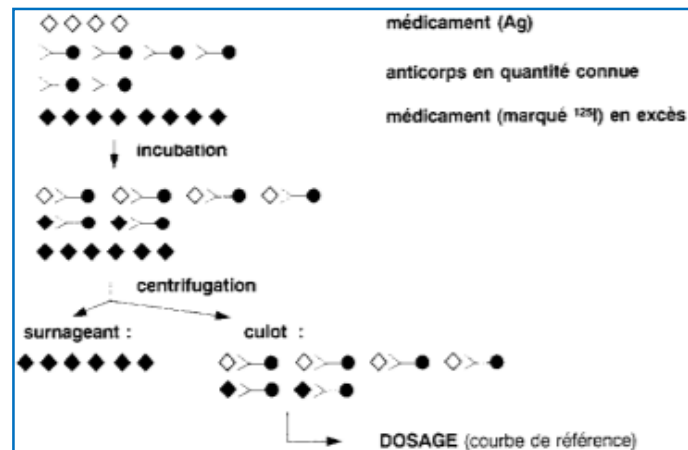 médicament (Ag)
anticorps en quantité connue
médicament (marqué ¹²⁵I) en excès
incubation
centrifugation
surnageant :
culot :
DOSAGE (courbe de référence)